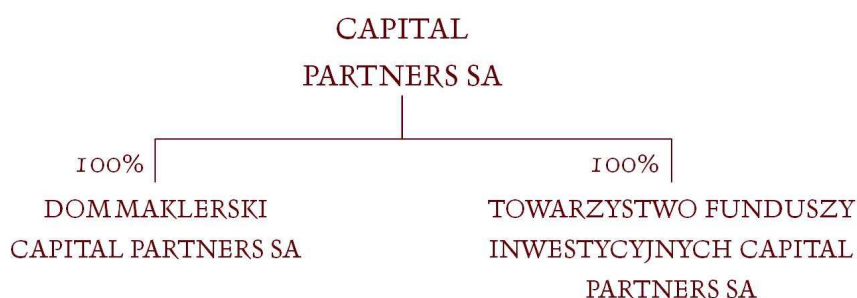 CAPITAL
PARTNERS SA
100%
DOM MAKLERSKI
CAPITAL PARTNERS SA
100%
TOWARZYSTWO FUNDUSZY
INWESTYCYJNYCH CAPITAL
PARTNERS SA